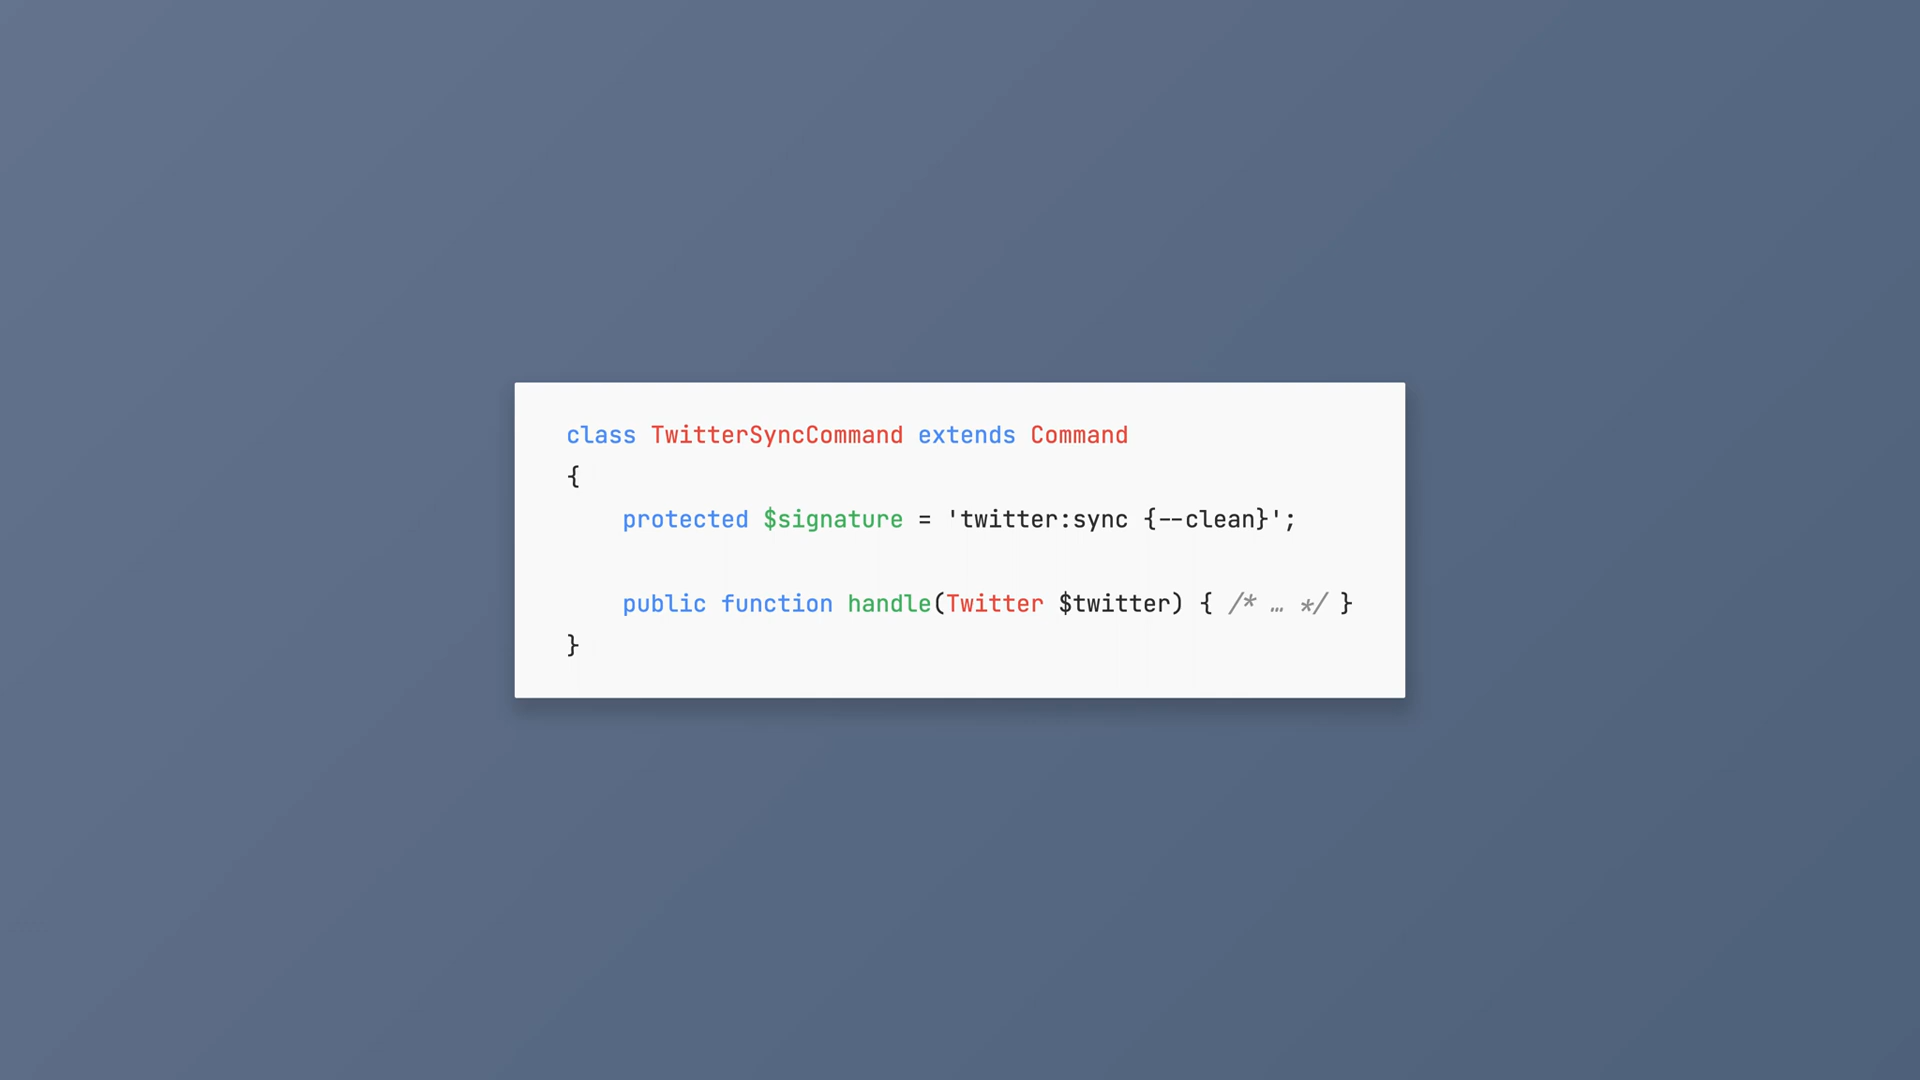 class TwitterSyncCommand extends Command
{
    protected $signature = 'twitter:sync {--clean}';
    public function handle(Twitter $twitter) { /* … */ }
}